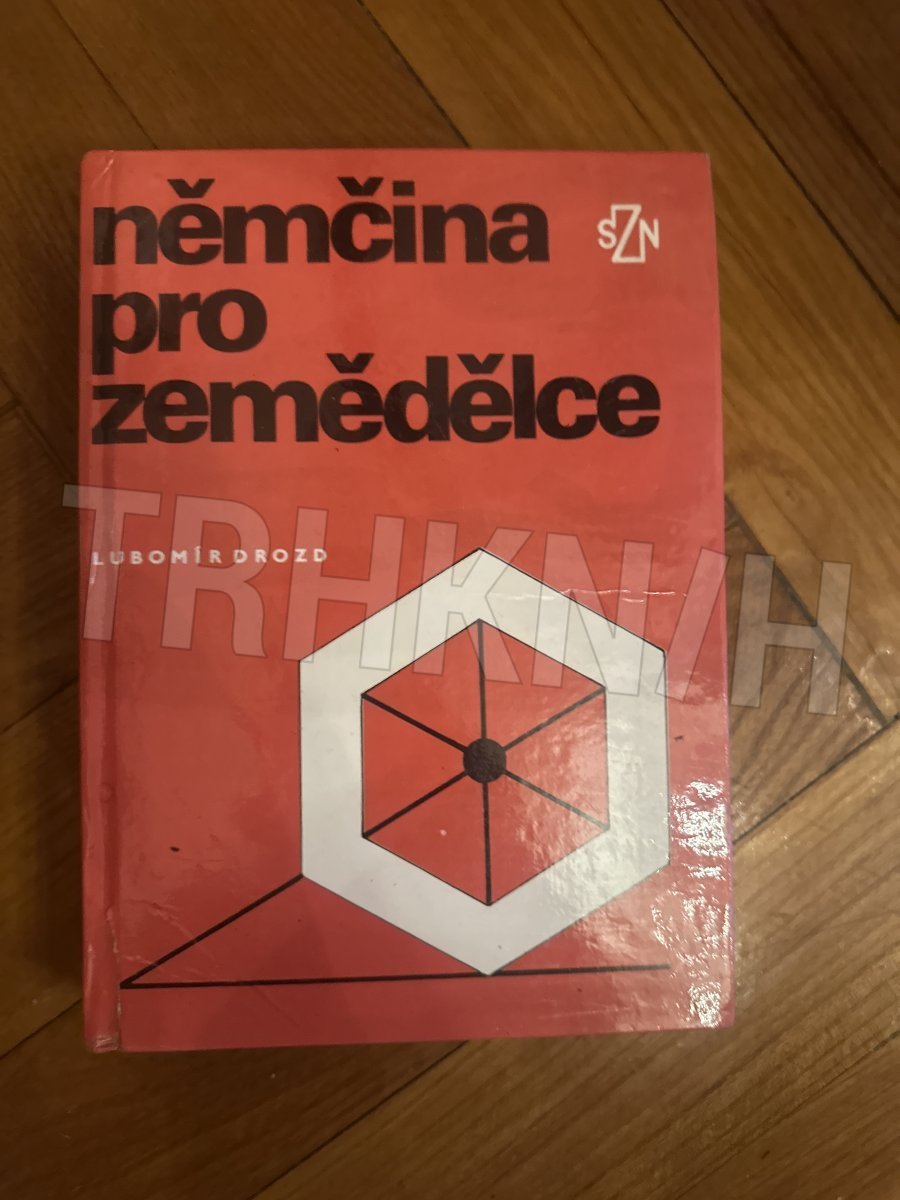 němčina
SZN
pro
zemědělce
LUBOMÍR DROZD
TRHKNIH